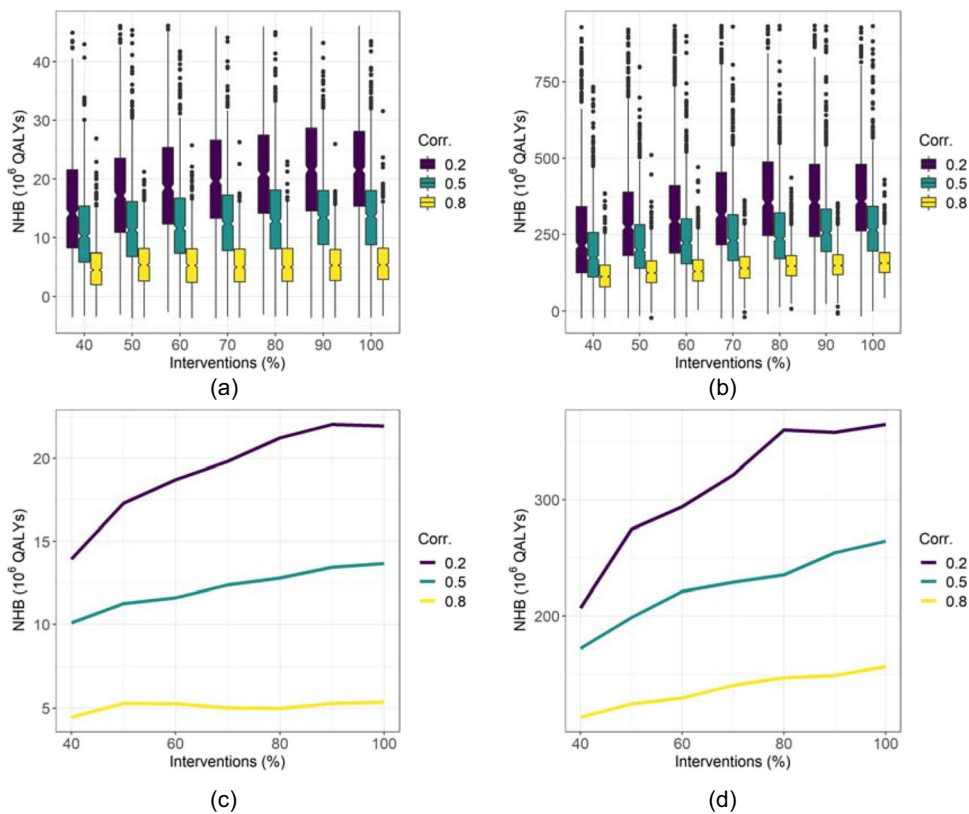 NHB (10⁶ QALYs)
40
30
20
10
0
40 50 60 70 80 90 100
Interventions (%)
Corr.
0.2
0.5
0.8
(a)
NHB (10⁶ QALYs)
750
500
250
0
40 50 60 70 80 90 100
Interventions (%)
Corr.
0.2
0.5
0.8
(b)
NHB (10⁶ QALYs)
20
15
10
5
40 60 80 100
Interventions (%)
Corr.
0.2
0.5
0.8
(c)
NHB (10⁶ QALYs)
300
200
40 60 80 100
Interventions (%)
Corr.
0.2
0.5
0.8
(d)